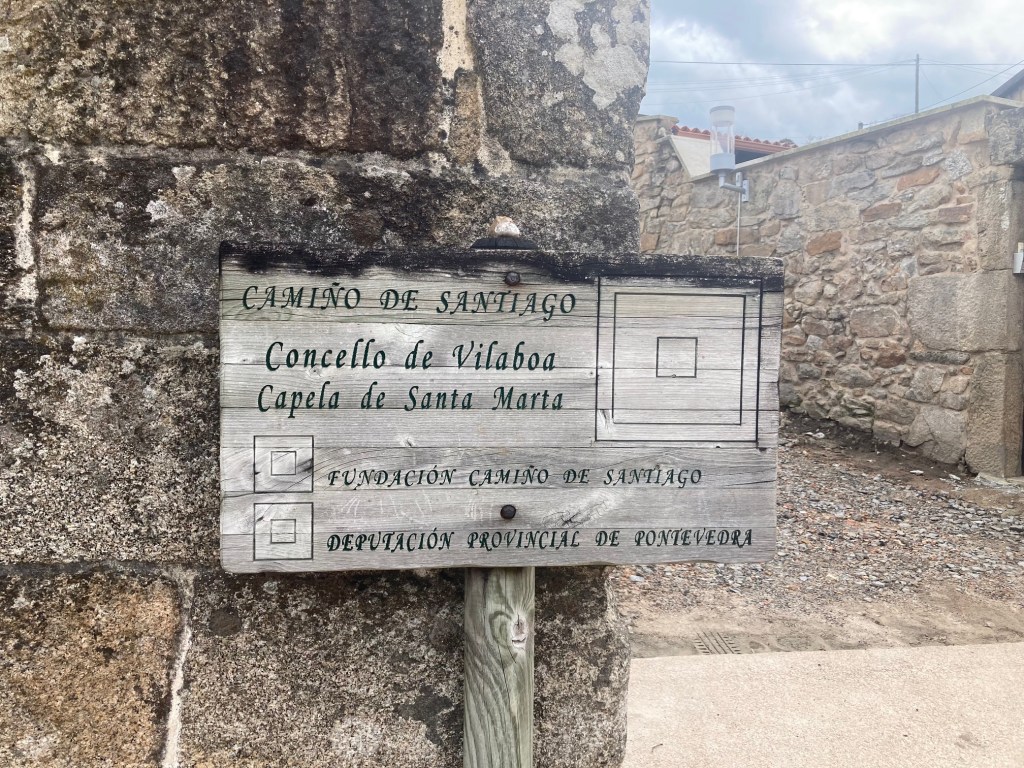 CAMIÑO DE SANTIAGO
Concello de Vilaboa
Capela de Santa Marta
FUNDACIÓN CAMIÑO DE SANTIAGO
DEPUTACIÓN PROVINCIAL DE PONTEVEDRA